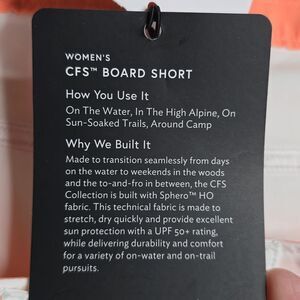 WOMEN'S
CFS™ BOARD SHORT
How You Use It
On The Water, In The High Alpine, On
Sun-Soaked Trails, Around Camp
Why We Built It
Made to transition seamlessly from days
on the water to weekends in the woods
and the to-and-fro in between, the CFS
Collection is built with Sphero™ HO
fabric. This technical fabric is made to
stretch, dry quickly and provide excellent
sun protection with a UPF 50+ rating,
while delivering durability and comfort
for a variety of on-water and on-trail
pursuits.